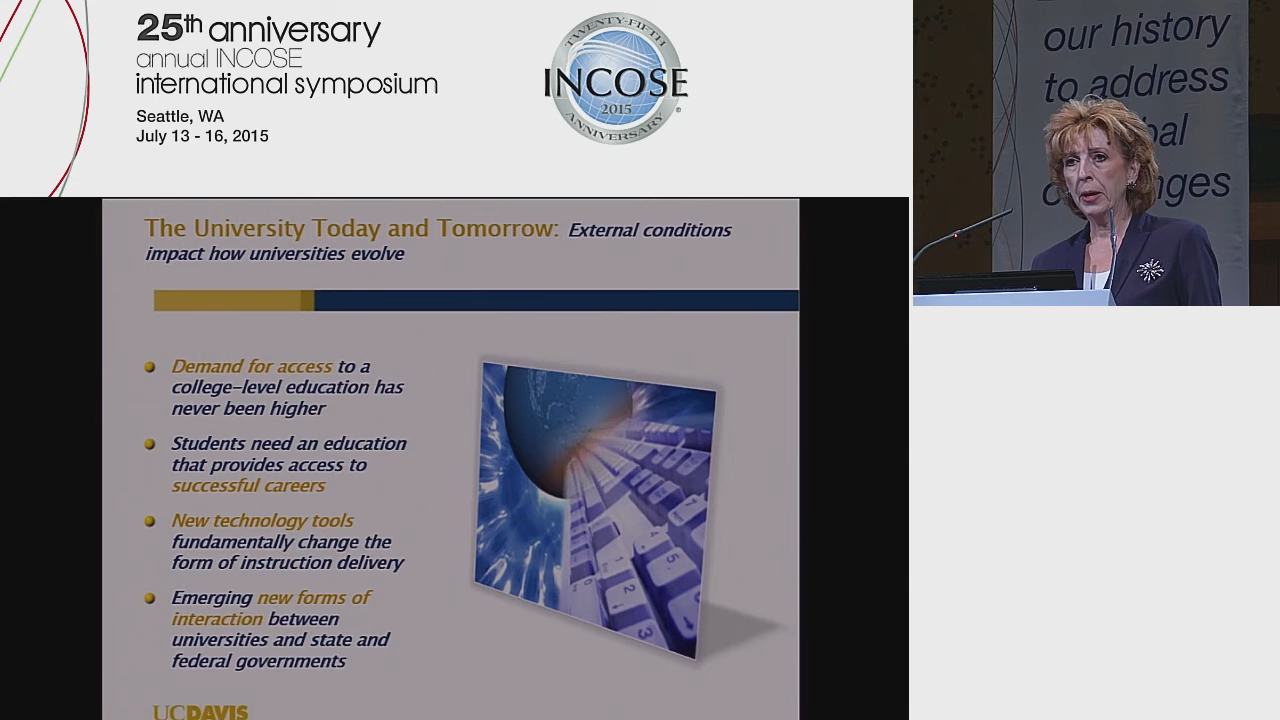 25th anniversary
annual INCOSE
international symposium
Seattle, WA
July 13 - 16, 2015
TWENTY-FIFTH
INCOSE
2015
ANNIVERSARY
®
our history
to address
The University Today and Tomorrow: External conditions
impact how universities evolve
Demand for access to a
college-level education has
never been higher
Students need an education
that provides access to
successful careers
New technology tools
fundamentally change the
form of instruction delivery
Emerging new forms of
interaction between
universities and state and
federal governments
UCDAVIS